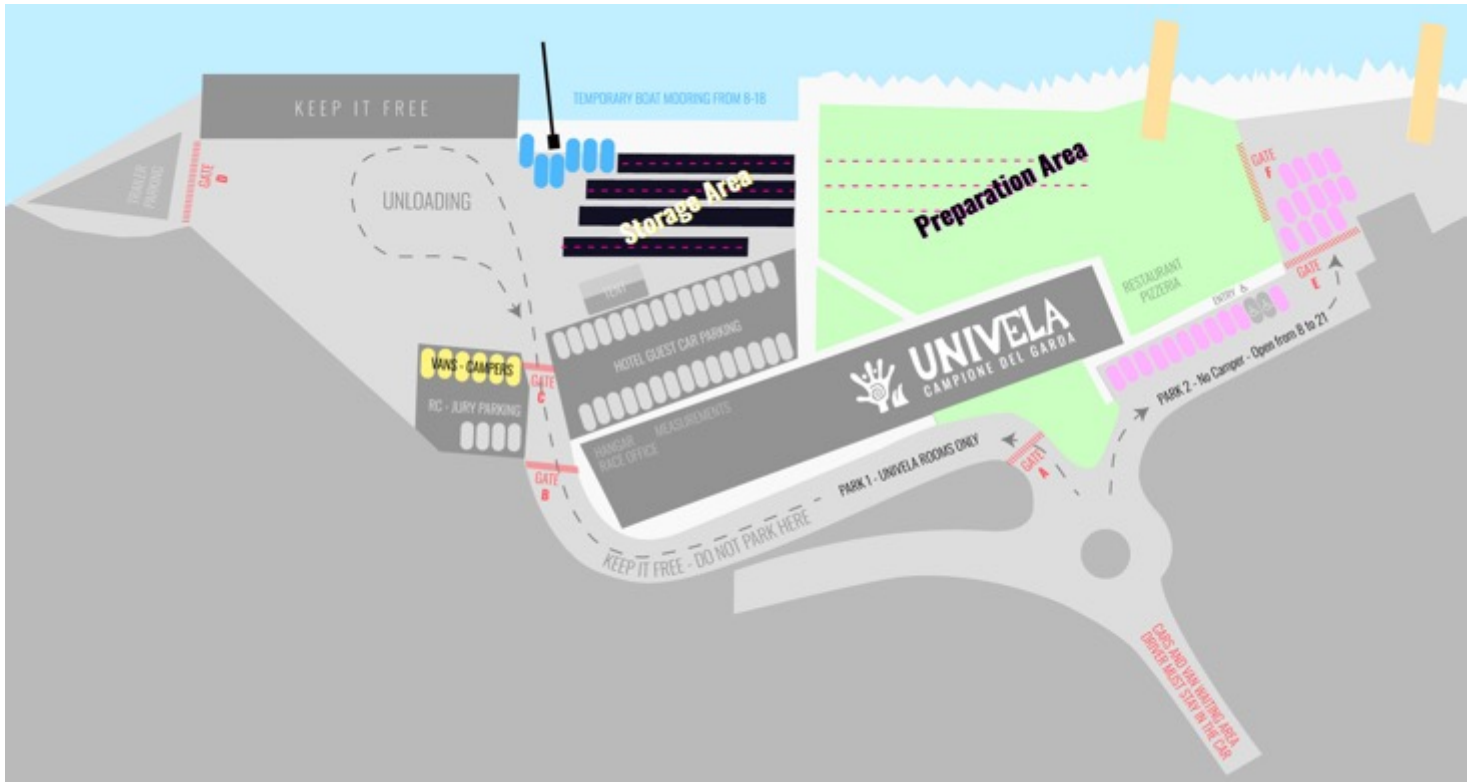 KEEP IT FREE
TEMPORARY BOAT MOORING FROM 8-18
TRAILER
PARKING
GATE
D
UNLOADING
Storage Area
Preparation Area
GATE
F
GATE
E
TENT
RESTAURANT
PIZZERIA
ENTRY
HOTEL GUEST CAR PARKING
UNIVELA
CAMPIONE DEL GARDA
VANS - CAMPERS
GATE
C
RC - JURY PARKING
HANGAR
RACE OFFICE
MEASUREMENTS
GATE
B
PARK 2 - No Camper - Open from 8 to 21
PARK 1 - UNIVELA ROOMS ONLY
GATE
A
KEEP IT FREE - DO NOT PARK HERE
CARS AND VAN WAITING AREA
DRIVER MUST STAY IN THE CAR